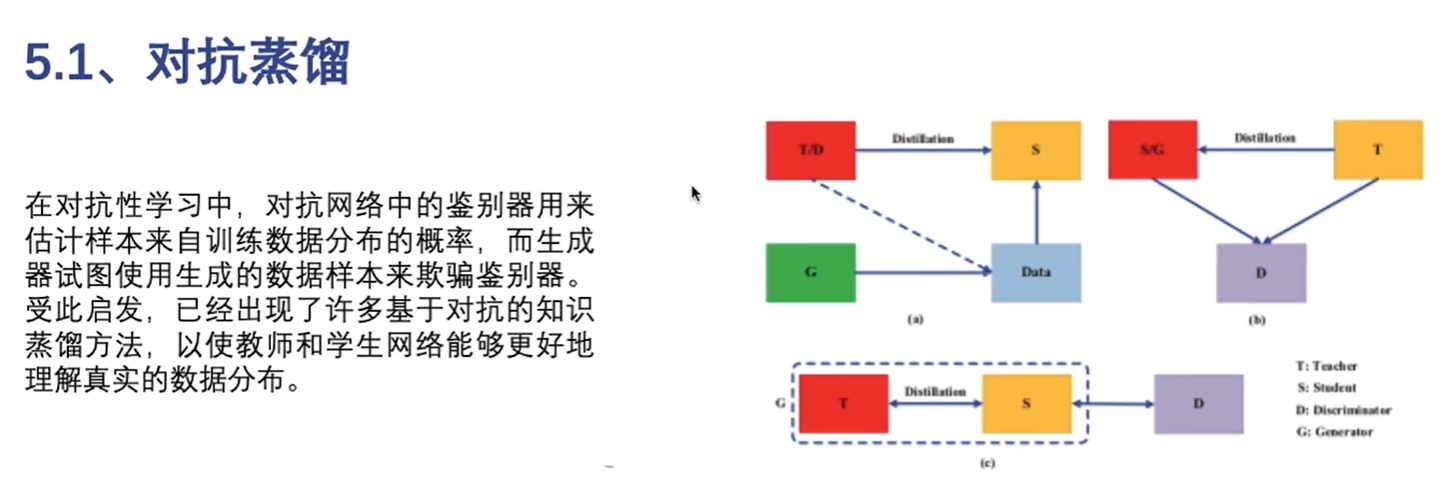 5.1、对抗蒸馏
在对抗性学习中，对抗网络中的鉴别器用来
估计样本来自训练数据分布的概率，而生成
器试图使用生成的数据样本来欺骗鉴别器。
受此启发，已经出现了许多基于对抗的知识
蒸馏方法，以使教师和学生网络能够更好地
理解真实的数据分布。
T/D
Distillation
S
G
Data
(a)
S/G
Distillation
T
D
(b)
G
T
Distillation
S
D
(c)
T: Teacher
S: Student
D: Discriminator
G: Generator